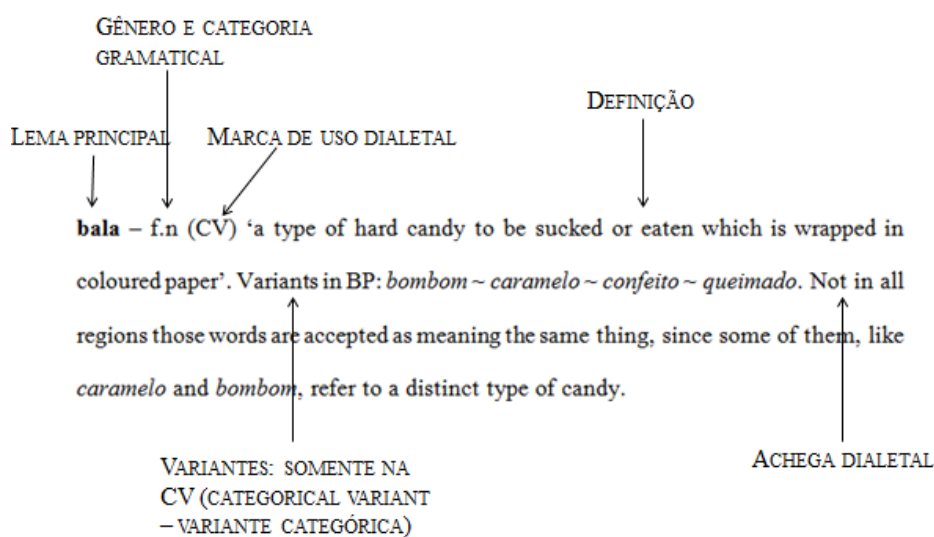 GÊNERO E CATEGORIA
GRAMATICAL
DEFINIÇÃO
LEMA PRINCIPAL
MARCA DE USO DIALETAL
bala – f.n (CV) ‘a type of hard candy to be sucked or eaten which is wrapped in
coloured paper’. Variants in BP: bombom ~ caramelo ~ confeito ~ queimado. Not in all
regions those words are accepted as meaning the same thing, since some of them, like
caramelo and bombom, refer to a distinct type of candy.
VARIANTES: SOMENTE NA
CV (CATEGORICAL VARIANT
– VARIANTE CATEGÓRICA)
ACHEGA DIALETAL